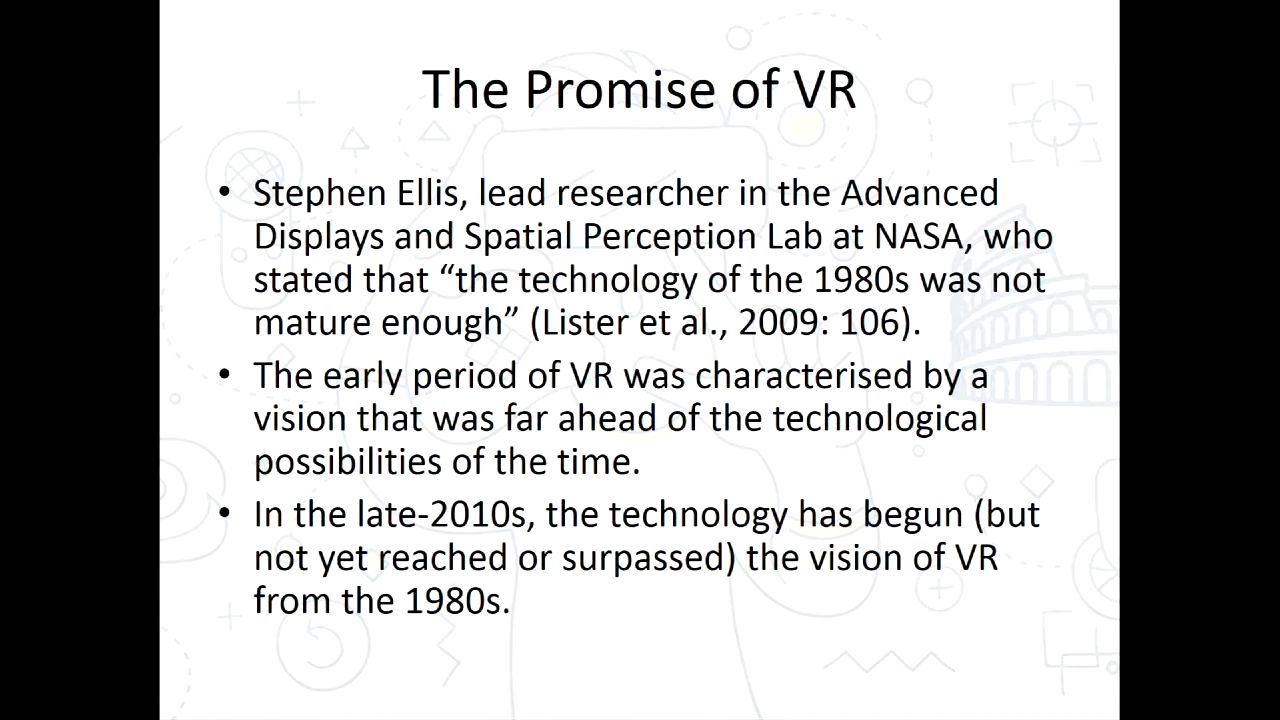 The Promise of VR
• Stephen Ellis, lead researcher in the Advanced
Displays and Spatial Perception Lab at NASA, who
stated that “the technology of the 1980s was not
mature enough” (Lister et al., 2009: 106).
• The early period of VR was characterised by a
vision that was far ahead of the technological
possibilities of the time.
• In the late-2010s, the technology has begun (but
not yet reached or surpassed) the vision of VR
from the 1980s.